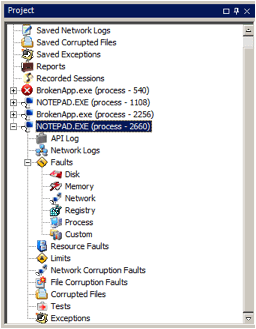 Project
Saved Network Logs
Saved Corrupted Files
Saved Exceptions
Reports
Recorded Sessions
BrokenApp.exe (process - 540)
NOTEPAD.EXE (process - 1108)
BrokenApp.exe (process - 2256)
NOTEPAD.EXE (process - 2660)
API Log
Network Logs
Faults
Disk
Memory
Network
Registry
Process
Custom
Resource Faults
Limits
Network Corruption Faults
File Corruption Faults
Corrupted Files
Tests
Exceptions